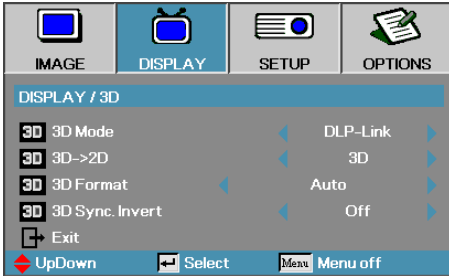 IMAGE DISPLAY SETUP OPTIONS
DISPLAY / 3D
3D 3D Mode DLP-Link
3D 3D->2D 3D
3D 3D Format Auto
3D 3D Sync. Invert Off
Exit
UpDown Select Menu Menu off